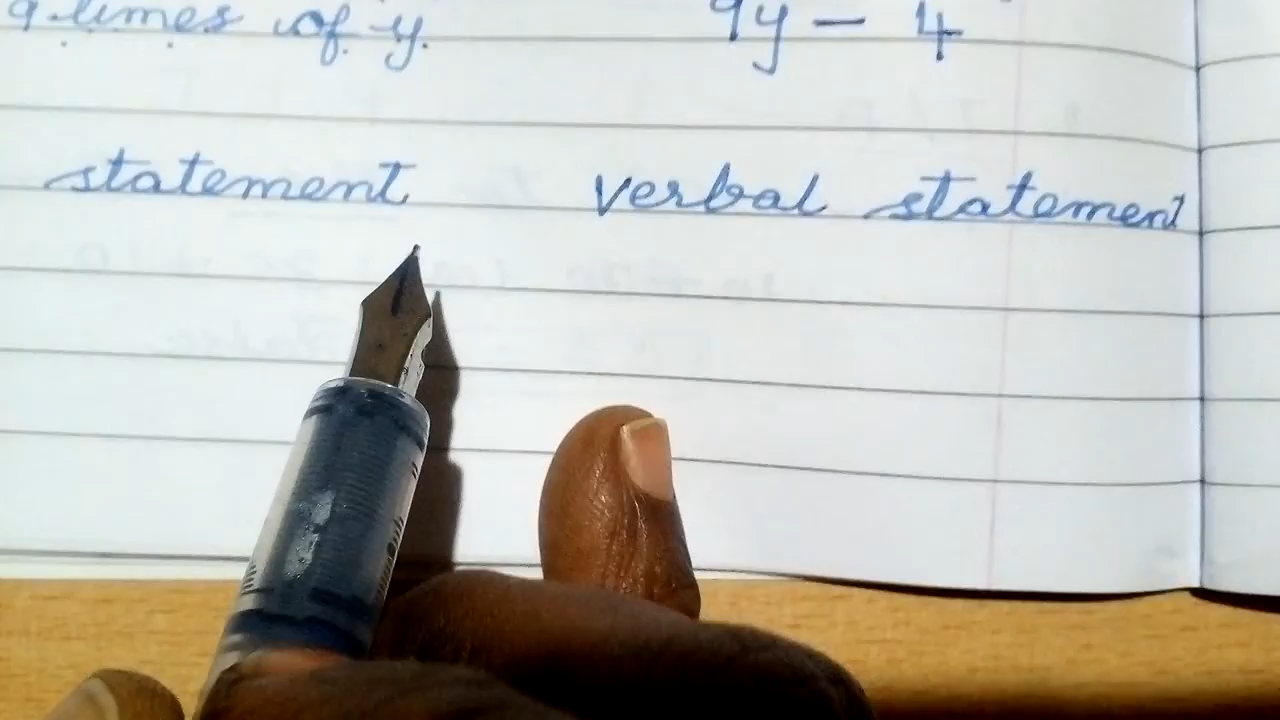 9 times of y. 9y - 4
statement verbal statement